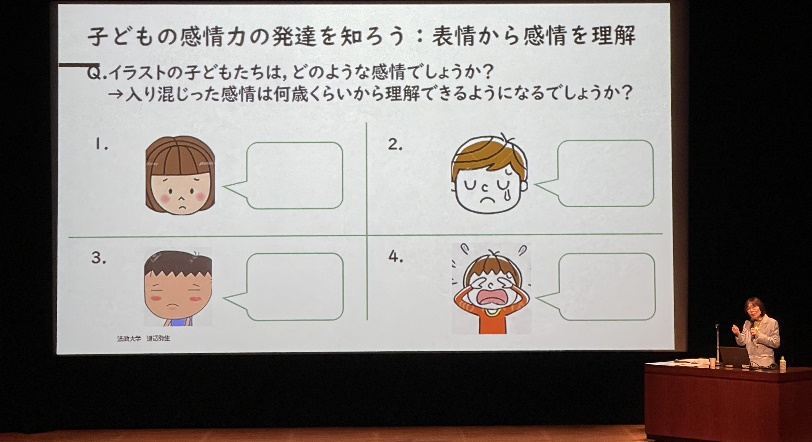 子どもの感情力の発達を知ろう：表情から感情を理解
Q.イラストの子どもたちは，どのような感情でしょうか？
→入り混じった感情は何歳くらいから理解できるようになるでしょうか？
1.
2.
3.
4.
法政大学　渡辺弥生